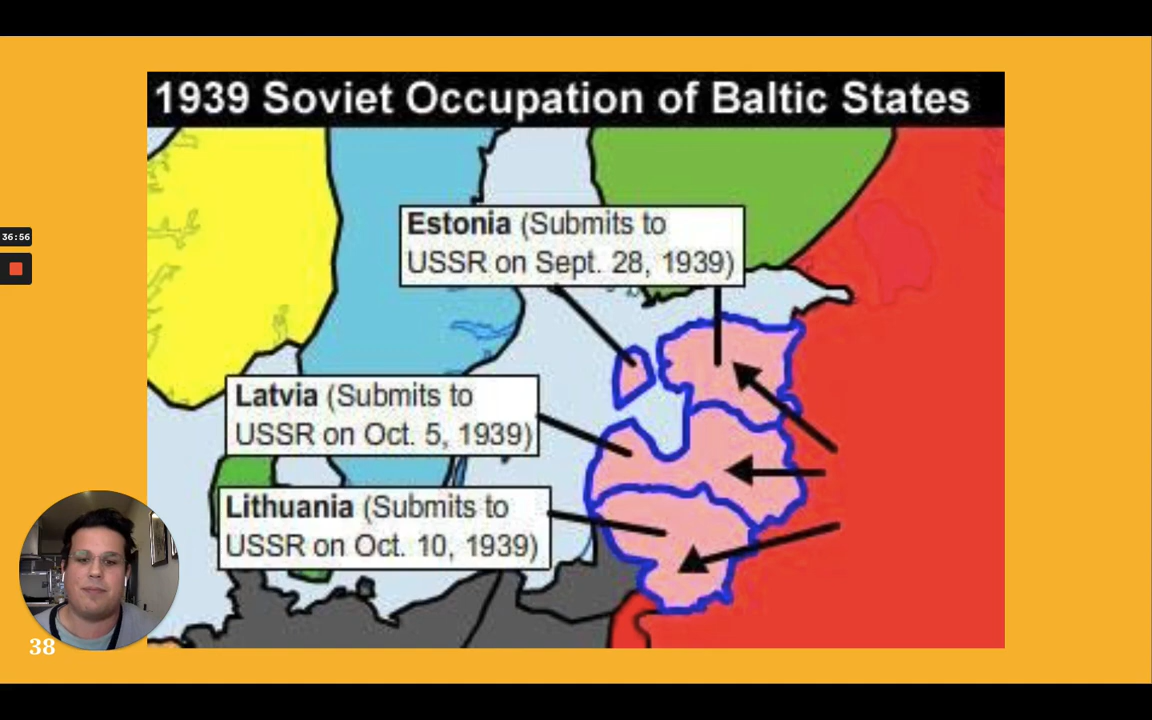 1939 Soviet Occupation of Baltic States
Estonia (Submits to
USSR on Sept. 28, 1939)
36:56
Latvia (Submits to
USSR on Oct. 5, 1939)
Lithuania (Submits to
USSR on Oct. 10, 1939)
38